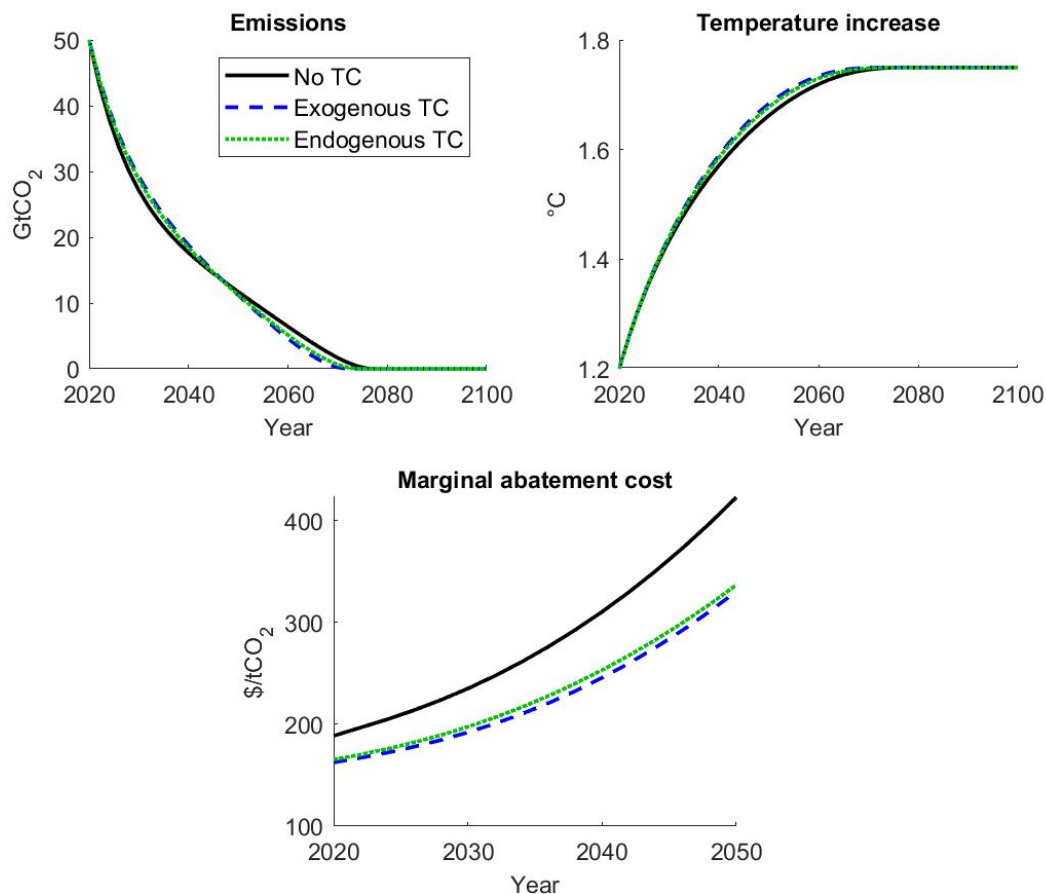 Emissions
50
40
30
20
10
0
GtCO₂
2020
2040
2060
2080
2100
Year
No TC
Exogenous TC
Endogenous TC
Temperature increase
1.8
1.6
1.4
1.2
°C
2020
2040
2060
2080
2100
Year
Marginal abatement cost
400
300
200
100
$/tCO₂
2020
2030
2040
2050
Year